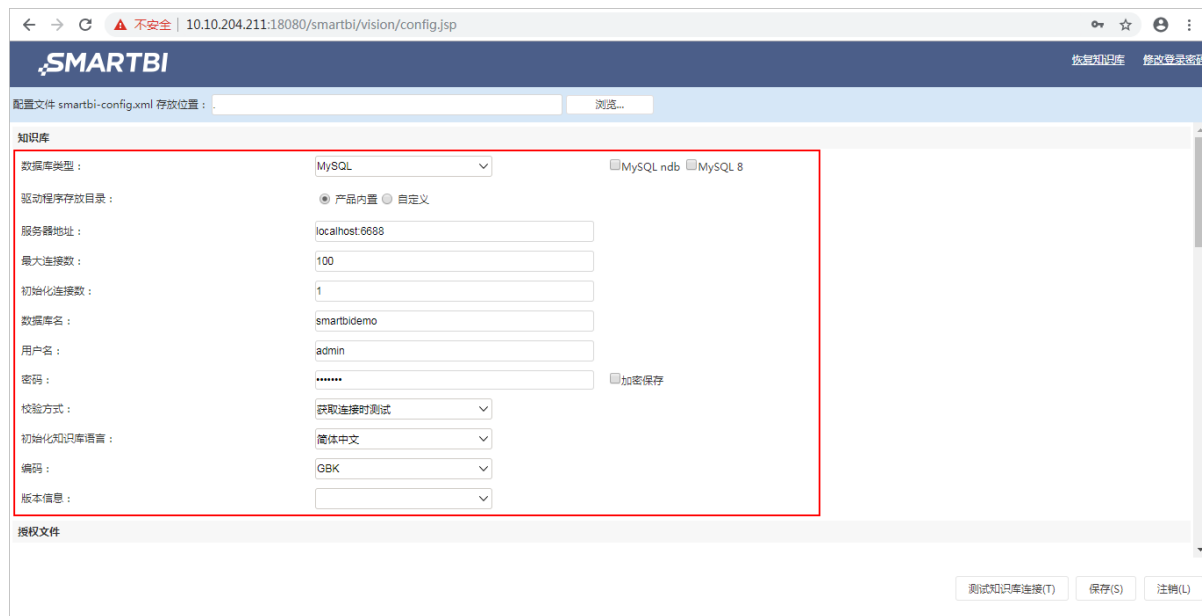 不安全 | 10.10.204.211:18080/smartbi/vision/config.jsp
SMARTBI 恢复知识库 修改登录密码
配置文件 smartbi-config.xml 存放位置： . 浏览...
知识库
数据库类型： MySQL MySQL ndb MySQL 8
驱动程序存放目录： 产品内置 自定义
服务器地址： localhost:6688
最大连接数： 100
初始化连接数： 1
数据库名： smartbidemo
用户名： admin
密码： ••••••• 加密保存
校验方式： 获取连接时测试
初始化知识库语言： 简体中文
编码： GBK
版本信息：
授权文件
测试知识库连接(T) 保存(S) 注销(L)